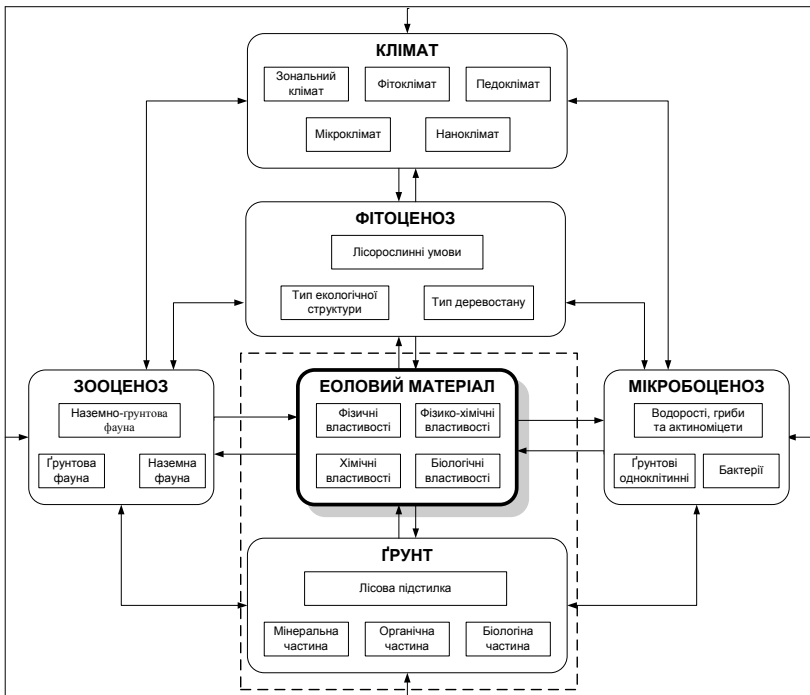 КЛІМАТ
Зональний
клімат
Фітоклімат
Педоклімат
Мікроклімат
Наноклімат
ФІТОЦЕНОЗ
Лісорослинні умови
Тип екологічної
структури
Тип деревостану
ЗООЦЕНОЗ
Наземно-ґрунтова
фауна
Ґрунтова
фауна
Наземна
фауна
ЕОЛОВИЙ МАТЕРІАЛ
Фізичні
властивості
Фізико-хімічні
властивості
Хімічні
властивості
Біологічні
властивості
МІКРОБОЦЕНОЗ
Водорості, гриби
та актиноміцети
Ґрунтові
одноклітинні
Бактерії
ҐРУНТ
Лісова підстилка
Мінеральна
частина
Органічна
частина
Біологіна
частина